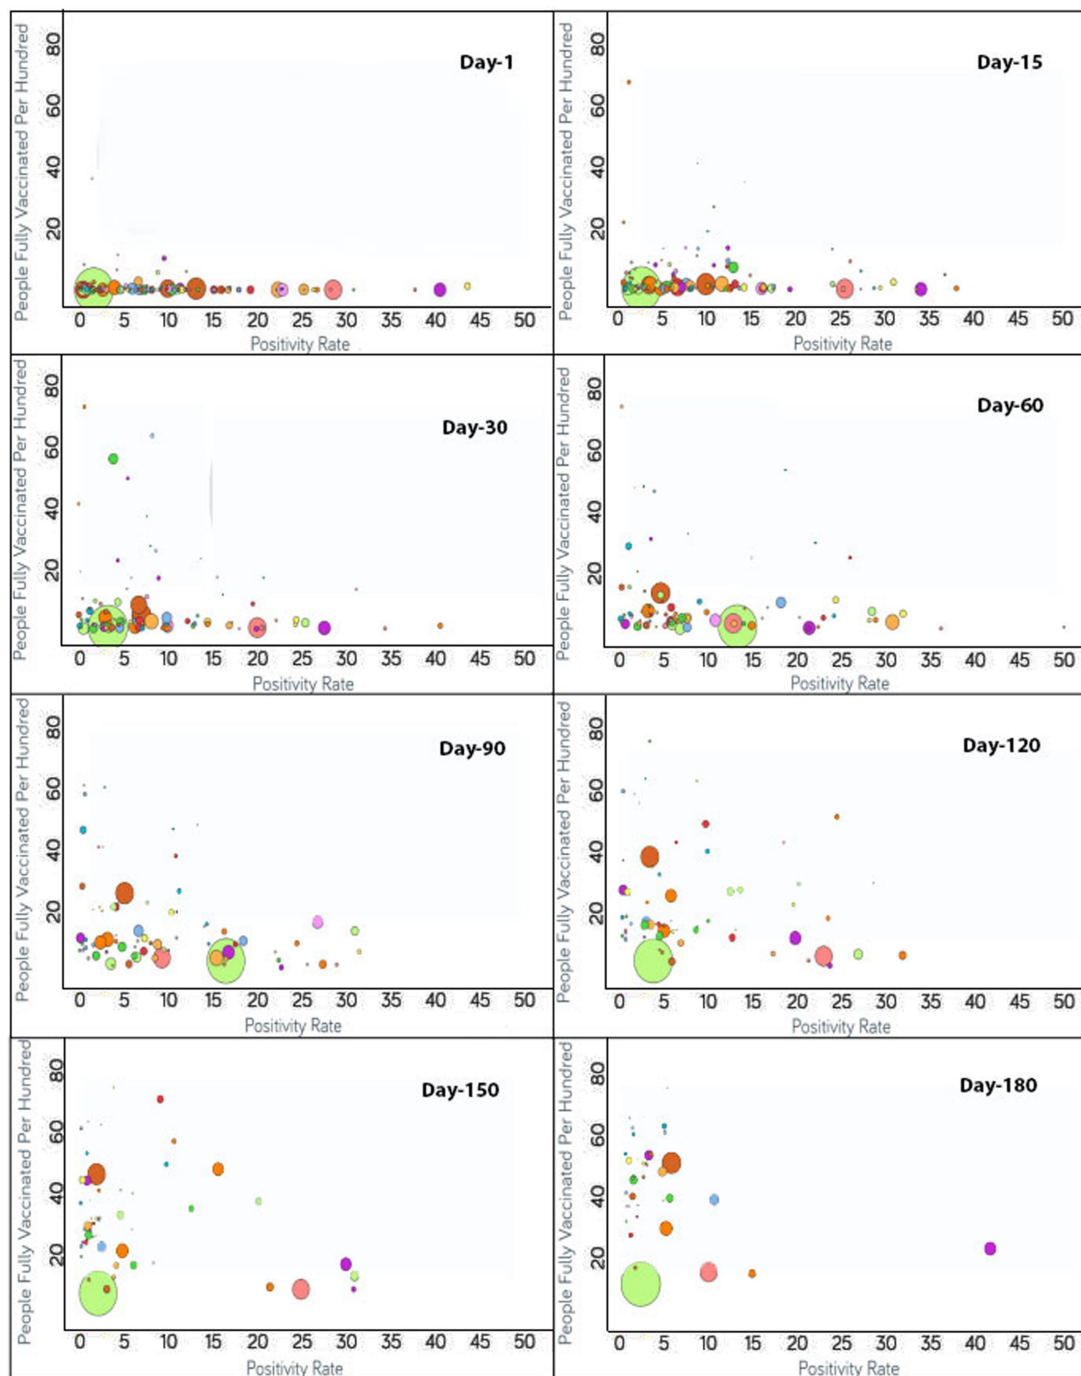 People Fully Vaccinated Per Hundred
80
60
40
20
Day-1
0 5 10 15 20 25 30 35 40 45 50
Positivity Rate
People Fully Vaccinated Per Hundred
80
60
40
20
Day-15
0 5 10 15 20 25 30 35 40 45 50
Positivity Rate
People Fully Vaccinated Per Hundred
80
60
40
20
Day-30
0 5 10 15 20 25 30 35 40 45 50
Positivity Rate
People Fully Vaccinated Per Hundred
80
60
40
20
Day-60
0 5 10 15 20 25 30 35 40 45 50
Positivity Rate
People Fully Vaccinated Per Hundred
80
60
40
20
Day-90
0 5 10 15 20 25 30 35 40 45 50
Positivity Rate
People Fully Vaccinated Per Hundred
80
60
40
20
Day-120
0 5 10 15 20 25 30 35 40 45 50
Positivity Rate
People Fully Vaccinated Per Hundred
80
60
40
20
Day-150
0 5 10 15 20 25 30 35 40 45 50
Positivity Rate
People Fully Vaccinated Per Hundred
80
60
40
20
Day-180
0 5 10 15 20 25 30 35 40 45 50
Positivity Rate